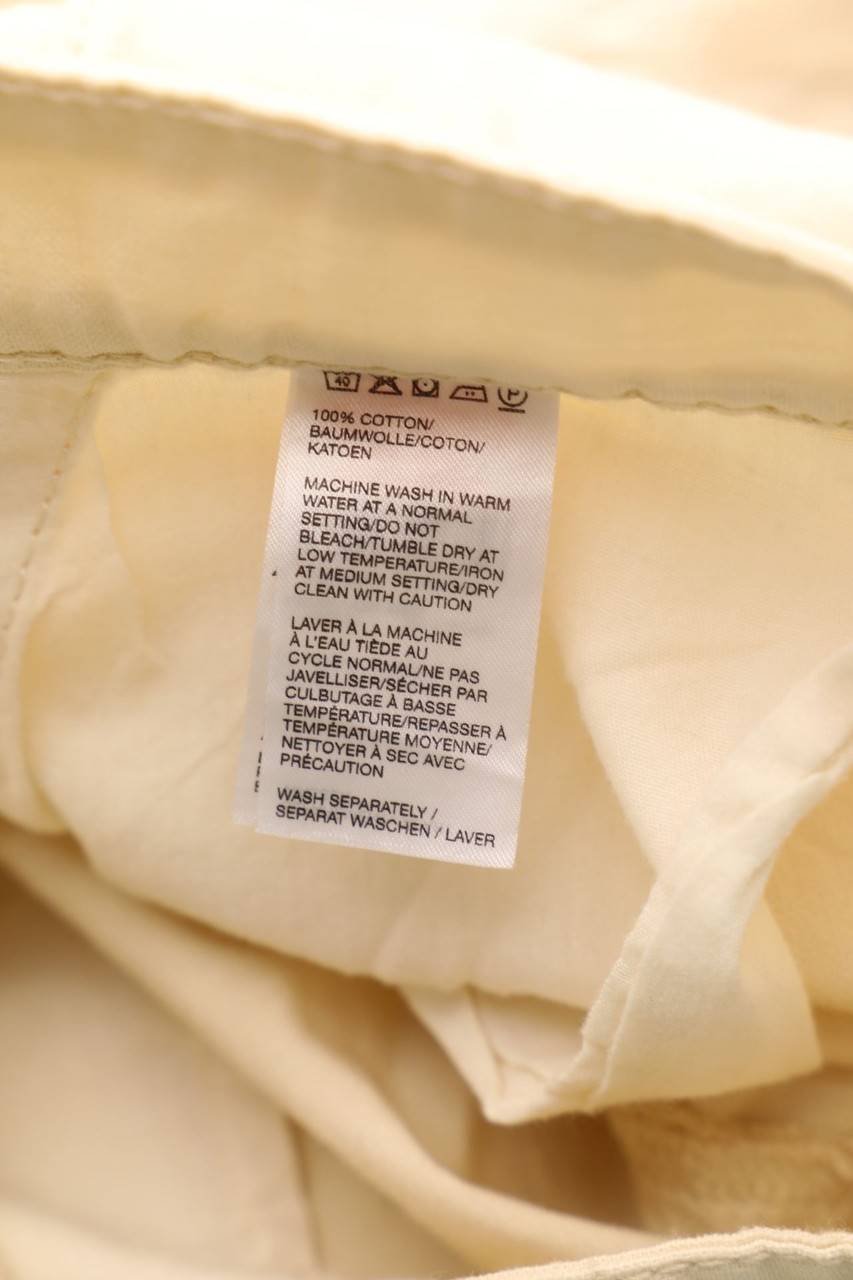 40 P
100% COTTON/
BAUMWOLLE/COTON/
KATOEN
MACHINE WASH IN WARM
WATER AT A NORMAL
SETTING/DO NOT
BLEACH/TUMBLE DRY AT
LOW TEMPERATURE/IRON
AT MEDIUM SETTING/DRY
CLEAN WITH CAUTION
LAVER À LA MACHINE
À L'EAU TIÈDE AU
CYCLE NORMAL/NE PAS
JAVELLISER/SÉCHER PAR
CULBUTAGE À BASSE
TEMPÉRATURE/REPASSER À
TEMPÉRATURE MOYENNE/
NETTOYER À SEC AVEC
PRÉCAUTION
WASH SEPARATELY /
SEPARAT WASCHEN / LAVER